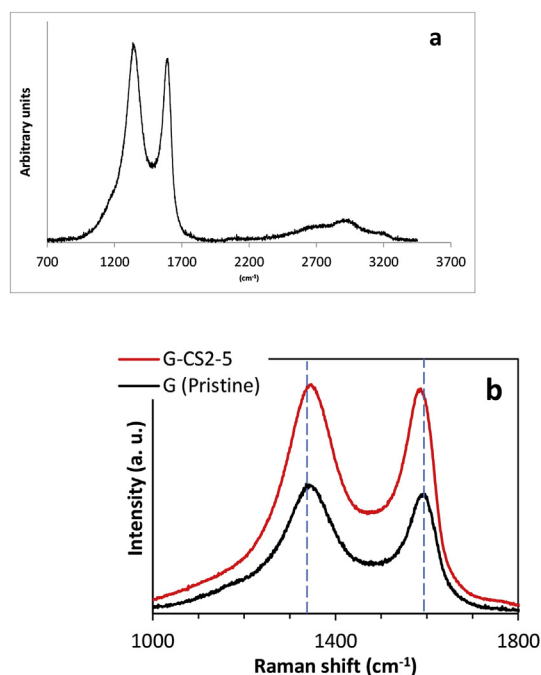 a
Arbitrary units
700 1200 1700 2200 2700 3200 3700
(cm⁻¹)
G-CS2-5
G (Pristine)
b
Intensity (a. u.)
1000 1400 1800
Raman shift (cm⁻¹)